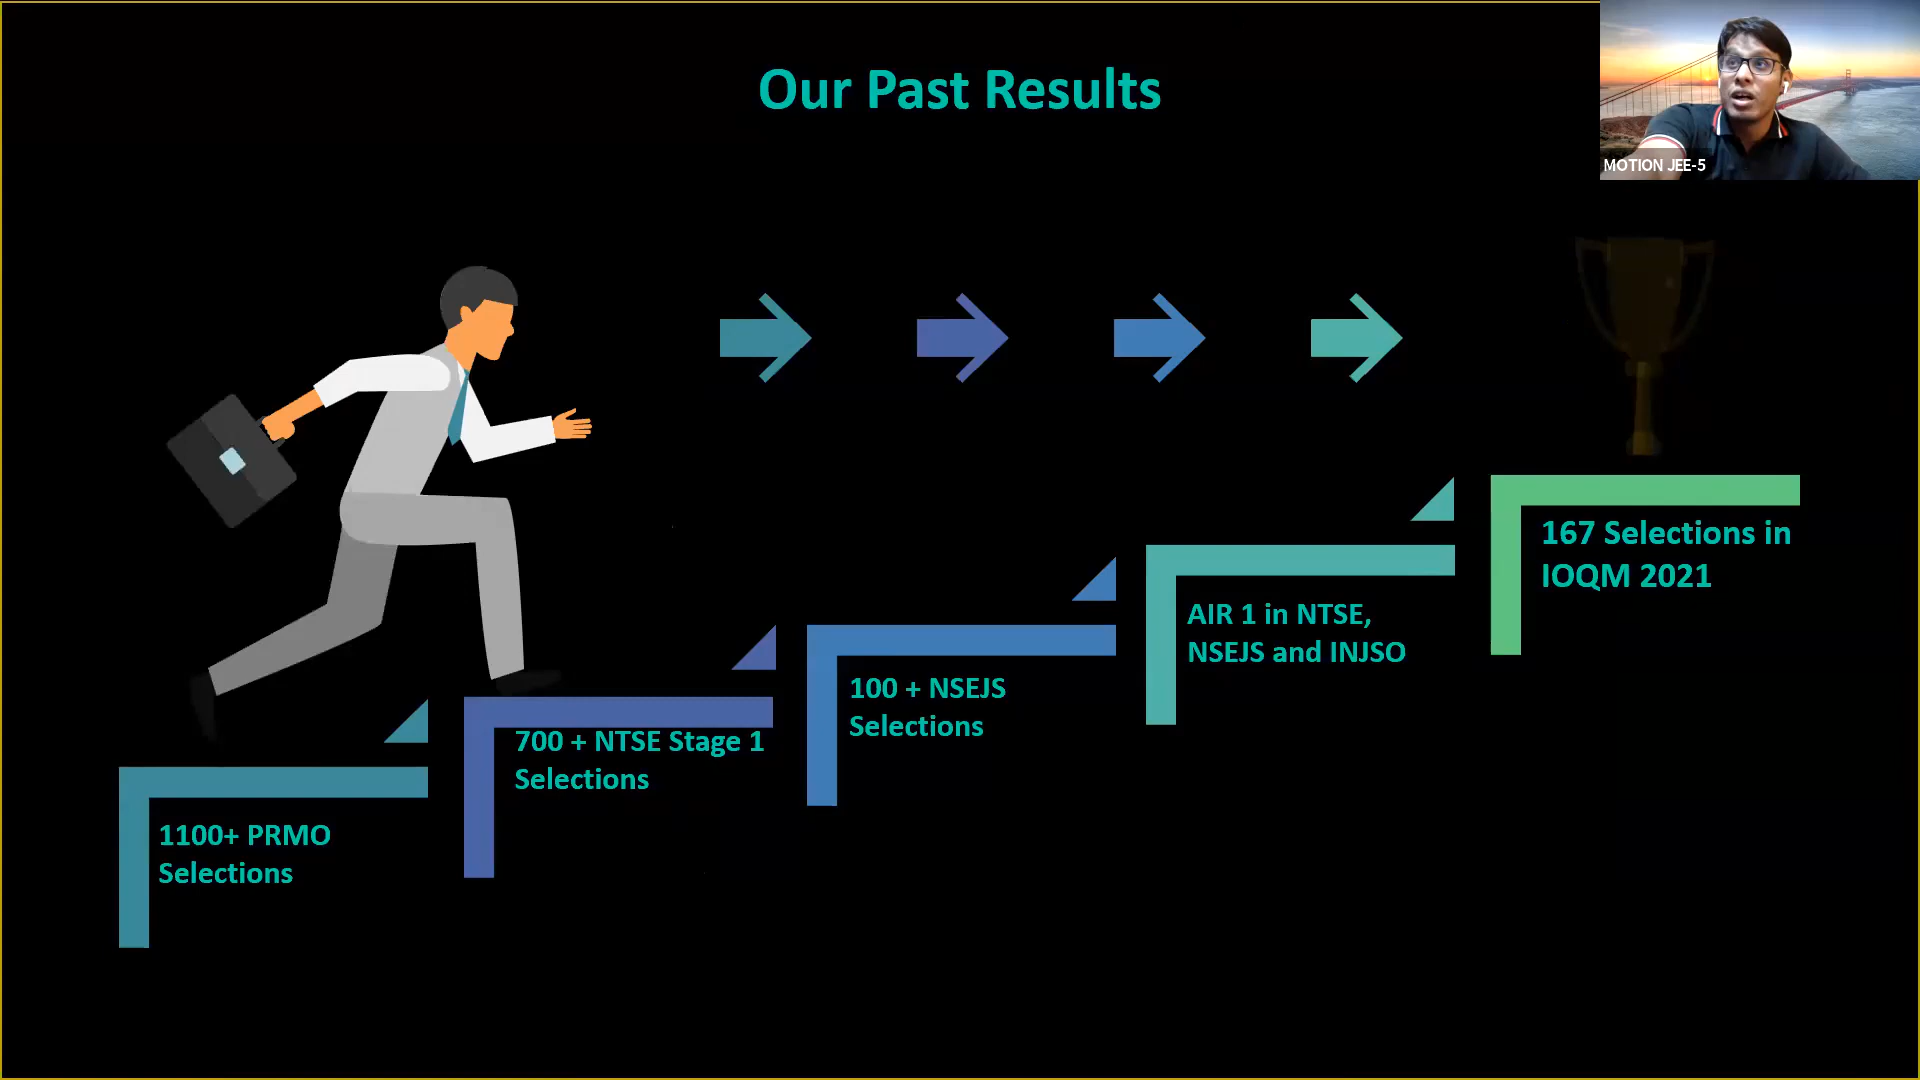 Our Past Results
MOTION JEE-5
167 Selections in
IOQM 2021
AIR 1 in NTSE,
NSEJS and INJSO
100 + NSEJS
Selections
700 + NTSE Stage 1
Selections
1100+ PRMO
Selections